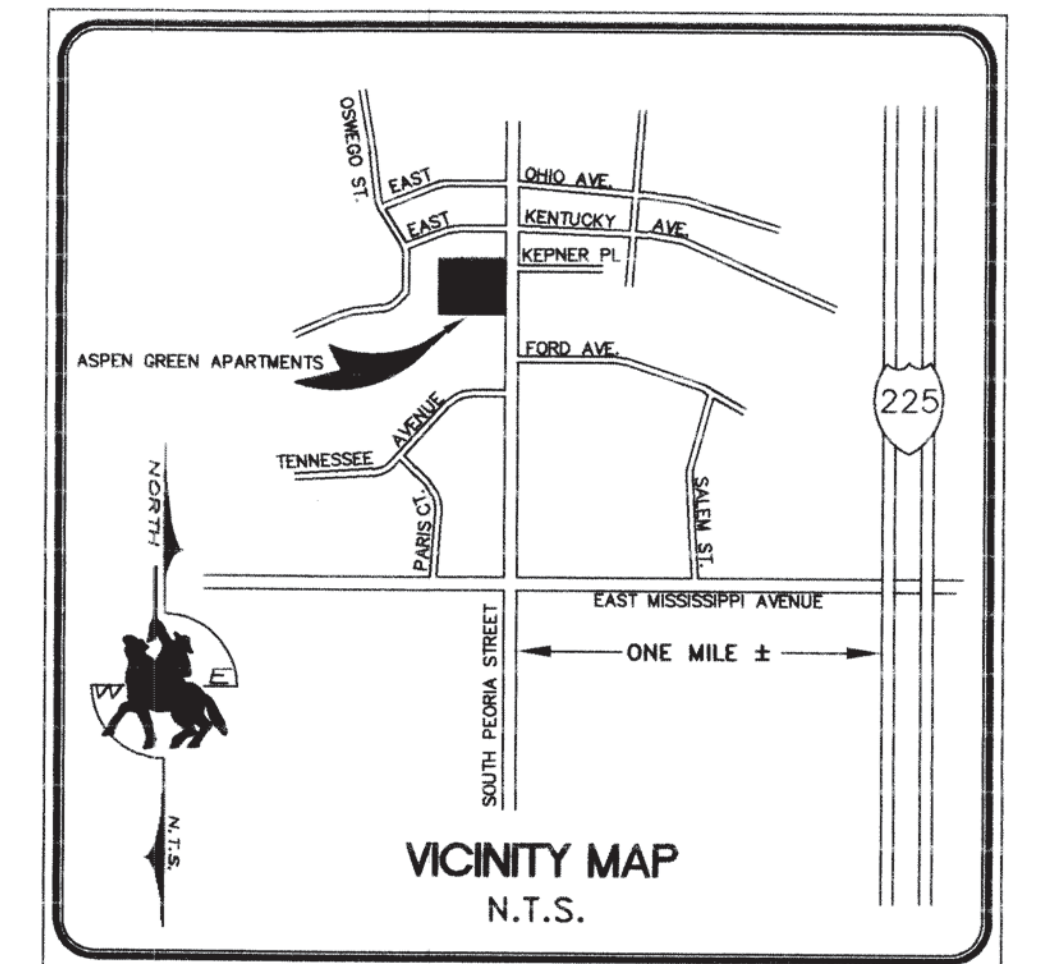 OSWEGO ST.
EAST
OHIO AVE.
EAST
KENTUCKY AVE.
KEPNER PL
ASPEN GREEN APARTMENTS
FORD AVE.
225
TENNESSEE AVENUE
NORTH
PARIS CT.
SALEM ST.
EAST MISSISSIPPI AVENUE
SOUTH PEORIA STREET
ONE MILE ±
W
E
N.T.S.
VICINITY MAP
N.T.S.